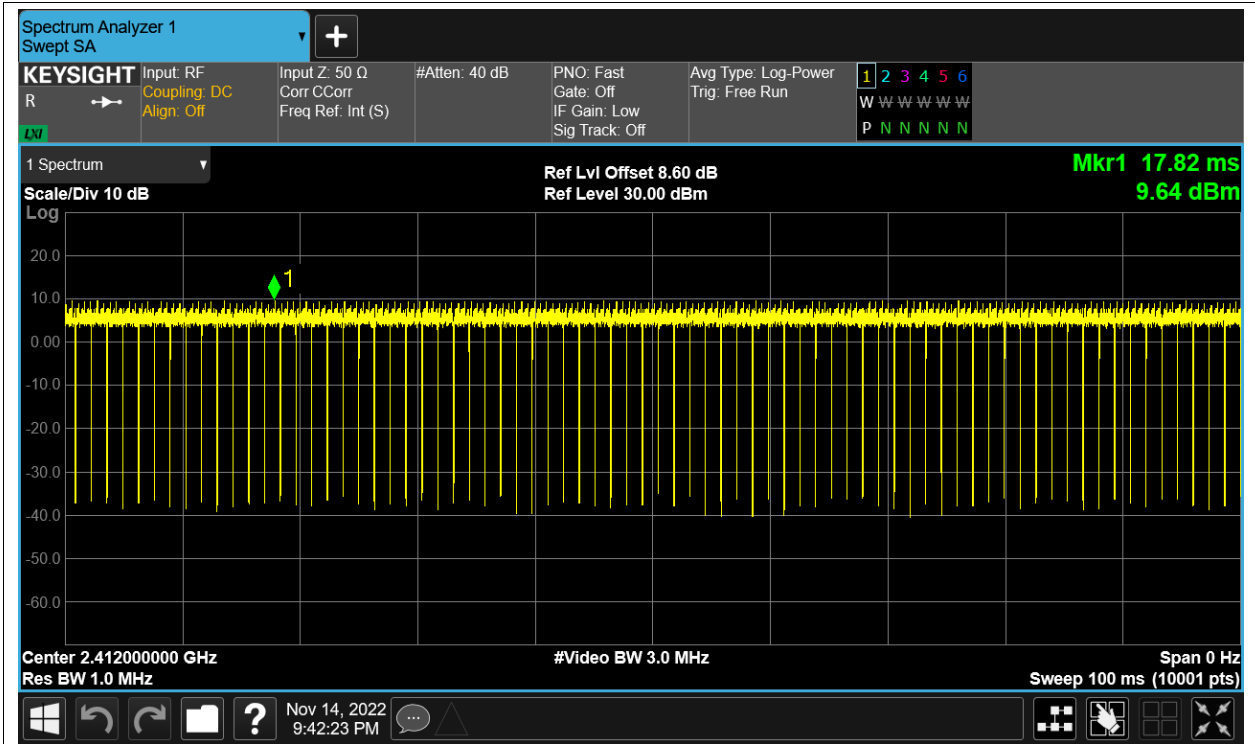 Spectrum Analyzer 1
Swept SA
KEYSIGHT
R
LXI
Input: RF
Coupling: DC
Align: Off
Input Z: 50 Ω
Corr CCorr
Freq Ref: Int (S)
#Atten: 40 dB
PNO: Fast
Gate: Off
IF Gain: Low
Sig Track: Off
Avg Type: Log-Power
Trig: Free Run
1 2 3 4 5 6
W W W W W W
P N N N N N
1 Spectrum
Scale/Div 10 dB
Ref Lvl Offset 8.60 dB
Ref Level 30.00 dBm
Mkr1 17.82 ms
9.64 dBm
Log
20.0
1
10.0
0.00
-10.0
-20.0
-30.0
-40.0
-50.0
-60.0
Center 2.412000000 GHz
#Video BW 3.0 MHz
Span 0 Hz
Res BW 1.0 MHz
Sweep 100 ms (10001 pts)
?
Nov 14, 2022
9:42:23 PM